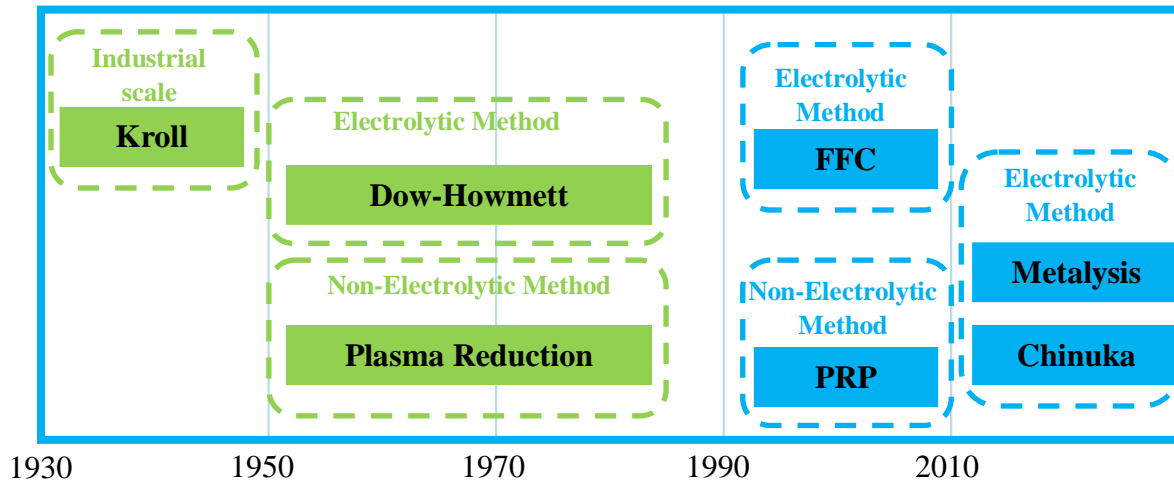 Industrial
scale
Kroll
Electrolytic Method
Dow-Howmett
Non-Electrolytic Method
Plasma Reduction
Electrolytic
Method
FFC
Non-Electrolytic
Method
PRP
Electrolytic
Method
Metalysis
Chinuka
1930 1950 1970 1990 2010